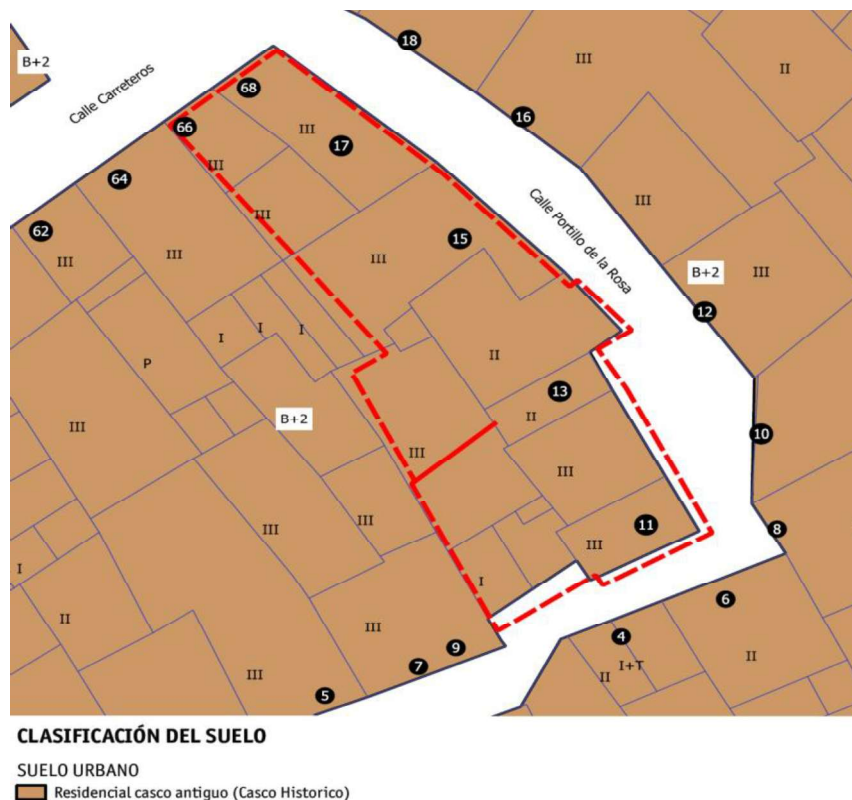 18
III
II
B+2
Calle Carreteros
68
16
66
III
17
III
64
III
III
Calle Portillo de la Rosa
62
15
III
III
III
B+2
III
12
I
I
I
P
II
13
II
10
B+2
III
III
III
III
11
8
III
III
I
I
6
II
III
9
4
I+T
II
II
7
III
5
CLASIFICACIÓN DEL SUELO
SUELO URBANO
Residencial casco antiguo (Casco Historico)